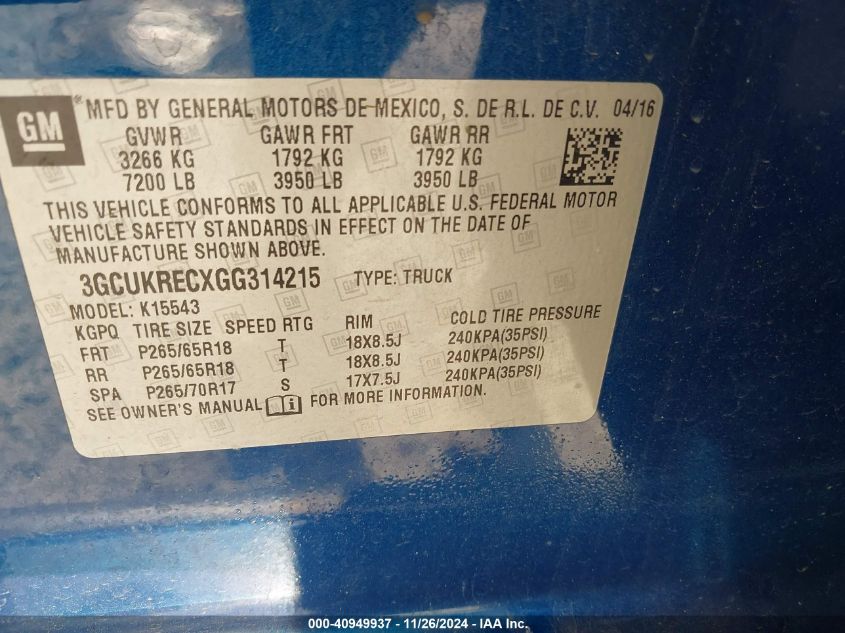 GM
®
MFD BY GENERAL MOTORS DE MEXICO, S. DE R.L. DE C.V. 04/16
GVWR GAWR FRT GAWR RR
3266 KG 1792 KG 1792 KG
7200 LB 3950 LB 3950 LB
THIS VEHICLE CONFORMS TO ALL APPLICABLE U.S. FEDERAL MOTOR
VEHICLE SAFETY STANDARDS IN EFFECT ON THE DATE OF
MANUFACTURE SHOWN ABOVE.
3GCUKRECXGG314215 TYPE: TRUCK
MODEL: K15543
KGPQ TIRE SIZE SPEED RTG RIM COLD TIRE PRESSURE
FRT P265/65R18 T 18X8.5J 240KPA(35PSI)
RR P265/65R18 T 18X8.5J 240KPA(35PSI)
SPA P265/70R17 S 17X7.5J 240KPA(35PSI)
SEE OWNER'S MANUAL FOR MORE INFORMATION.
000-40949937 - 11/26/2024 - IAA Inc.